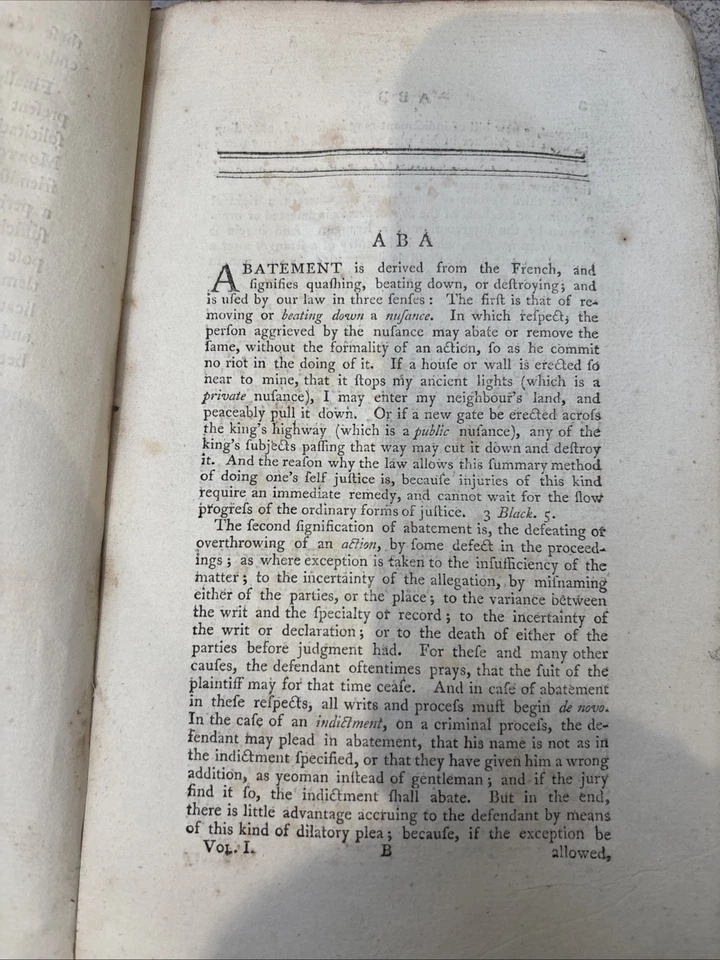 A B A
ABATEMENT is derived from the French, and
ſignifies quaſhing, beating down, or deſtroying; and
is uſed by our law in three ſenſes: The firſt is that of re-
moving or beating down a nuſance. In which reſpect, the
perſon aggrieved by the nuſance may abate or remove the
ſame, without the formality of an action, ſo as he commit
no riot in the doing of it. If a houſe or wall is erected ſo
near to mine, that it ſtops my ancient lights (which is a
private nuſance), I may enter my neighbour's land, and
peaceably pull it down. Or if a new gate be erected acroſs
the king's highway (which is a public nuſance), any of the
king's ſubjects paſſing that way may cut it down and deſtroy
it. And the reaſon why the law allows this ſummary method
of doing one's ſelf juſtice is, becauſe injuries of this kind
require an immediate remedy, and cannot wait for the ſlow
progreſs of the ordinary forms of juſtice. 3 Black. 5.
The ſecond ſignification of abatement is, the defeating or
overthrowing of an action, by ſome defect in the proceed-
ings; as where exception is taken to the inſufficiency of the
matter; to the incertainty of the allegation, by miſnaming
either of the parties, or the place; to the variance between
the writ and the ſpecialty or record; to the incertainty of
the writ or declaration; or to the death of either of the
parties before judgment had. For theſe and many other
cauſes, the defendant oftentimes prays, that the ſuit of the
plaintiff may for that time ceaſe. And in caſe of abatement
in theſe reſpects, all writs and proceſs muſt begin de novo.
In the caſe of an indictment, on a criminal proceſs, the de-
fendant may plead in abatement, that his name is not as in
the indictment ſpecified, or that they have given him a wrong
addition, as yeoman inſtead of gentleman; and if the jury
find it ſo, the indictment ſhall abate. But in the end,
there is little advantage accruing to the defendant by means
of this kind of dilatory plea; becauſe, if the exception be
VOL. I. B allowed,